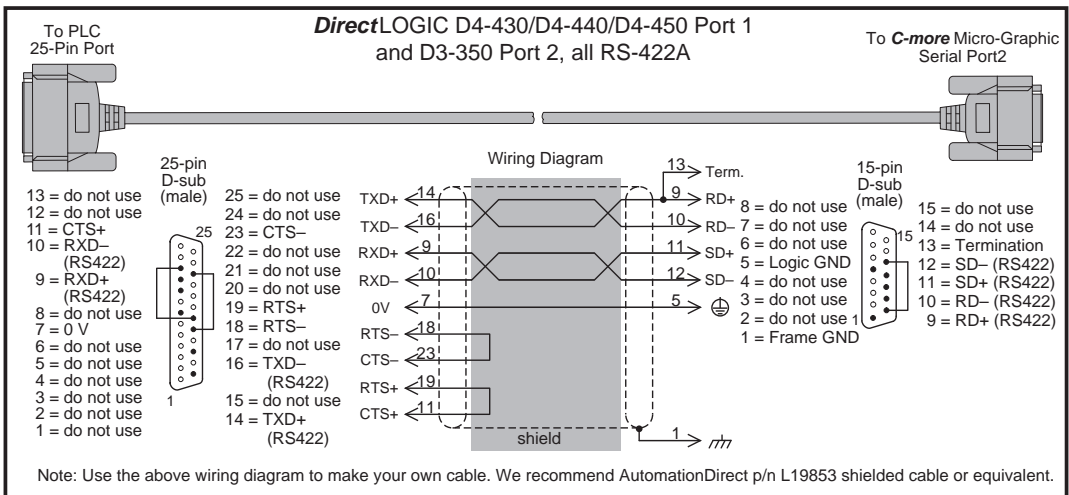 DirectLOGIC D4-430/D4-440/D4-450 Port 1
and D3-350 Port 2, all RS-422A
To PLC
25-Pin Port
To C-more Micro-Graphic
Serial Port2
25-pin
D-sub
(male)
13 = do not use
12 = do not use
11 = CTS+
10 = RXD–
(RS422)
9 = RXD+
(RS422)
8 = do not use
7 = 0 V
6 = do not use
5 = do not use
4 = do not use
3 = do not use
2 = do not use
1 = do not use
25
1
25 = do not use
24 = do not use
23 = CTS–
22 = do not use
21 = do not use
20 = do not use
19 = RTS+
18 = RTS–
17 = do not use
16 = TXD–
(RS422)
15 = do not use
14 = TXD+
(RS422)
Wiring Diagram
13 Term.
TXD+ 14 9 RD+
TXD– 16 10 RD–
RXD+ 9 11 SD+
RXD– 10 12 SD–
0V 7 5
RTS– 18
CTS– 23
RTS+ 19
CTS+ 11
shield
1
15-pin
D-sub
(male)
8 = do not use
7 = do not use
6 = do not use
5 = Logic GND
4 = do not use
3 = do not use
2 = do not use
1 = Frame GND
15
1
15 = do not use
14 = do not use
13 = Termination
12 = SD– (RS422)
11 = SD+ (RS422)
10 = RD– (RS422)
9 = RD+ (RS422)
Note: Use the above wiring diagram to make your own cable. We recommend AutomationDirect p/n L19853 shielded cable or equivalent.